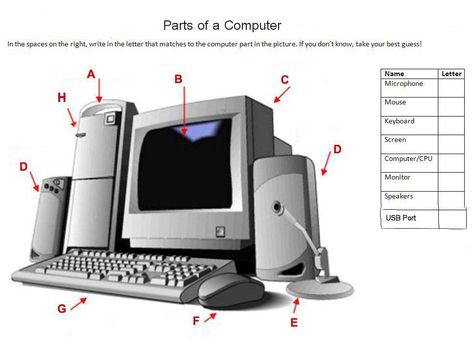 Parts of a Computer
In the spaces on the right, write in the letter that matches to the computer part in the picture. If you don't know, take your best guess!
Name Letter
Microphone
Mouse
Keyboard
Screen
Computer/CPU
Monitor
Speakers
USB Port
A
B
C
H
D
D
G
F
E